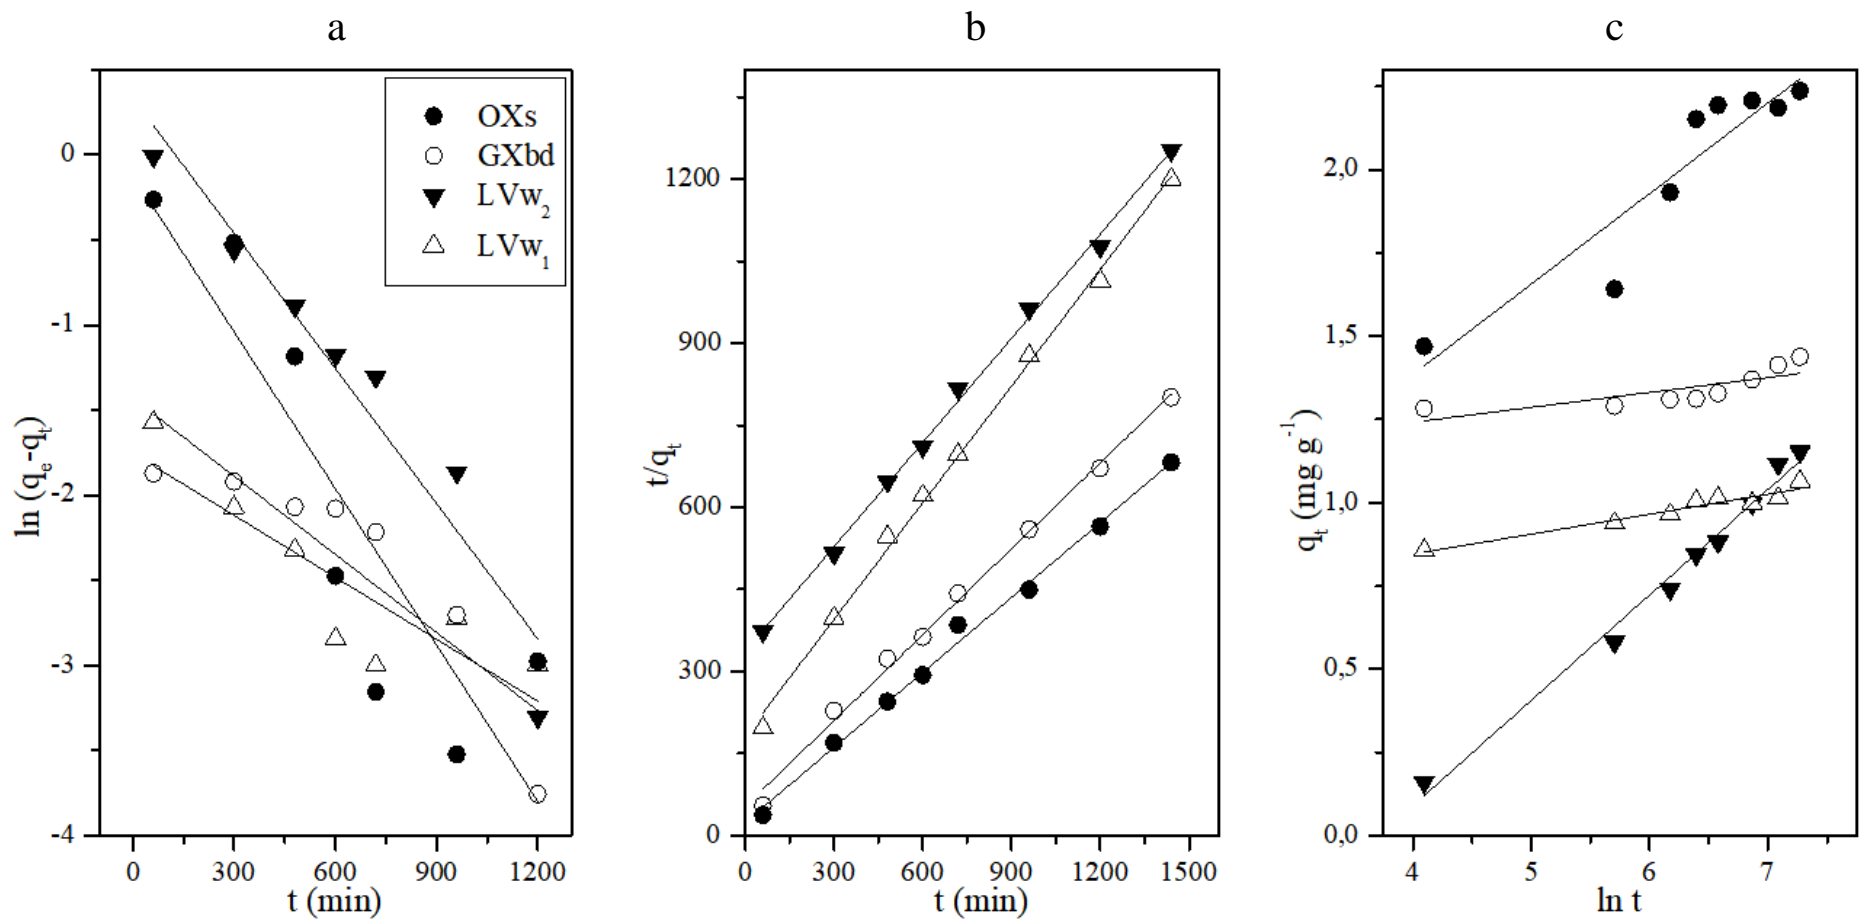 a
b
c
OXs
GXbd
LVw₂
LVw₁
0
-1
-2
-3
-4
ln (qₑ-qₜ)
0
300
600
900
1200
t (min)
1200
900
600
300
0
t/qₜ
0
300
600
900
1200
1500
t (min)
2,0
1,5
1,0
0,5
0,0
qₜ (mg g⁻¹)
4
5
6
7
ln t